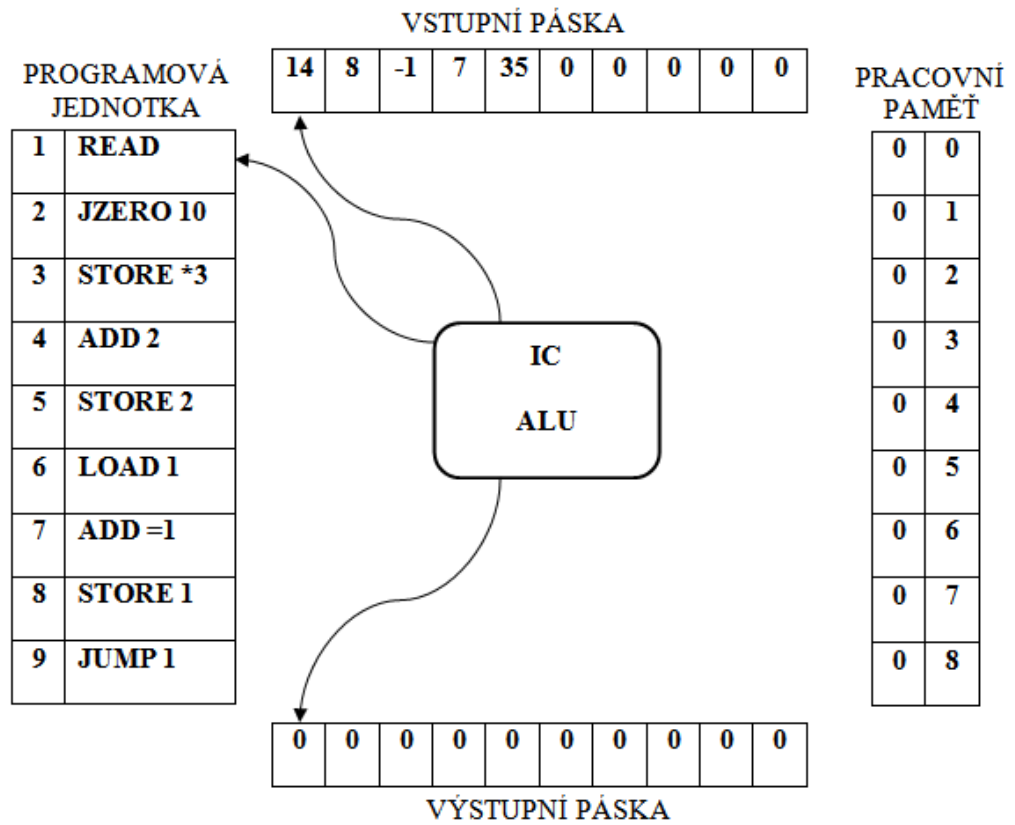 VSTUPNÍ PÁSKA
14 8 -1 7 35 0 0 0 0 0
PROGRAMOVÁ
JEDNOTKA
1 READ
2 JZERO 10
3 STORE *3
4 ADD 2
5 STORE 2
6 LOAD 1
7 ADD =1
8 STORE 1
9 JUMP 1
IC
ALU
PRACOVNÍ
PAMĚŤ
0 0
0 1
0 2
0 3
0 4
0 5
0 6
0 7
0 8
0 0 0 0 0 0 0 0 0 0
VÝSTUPNÍ PÁSKA